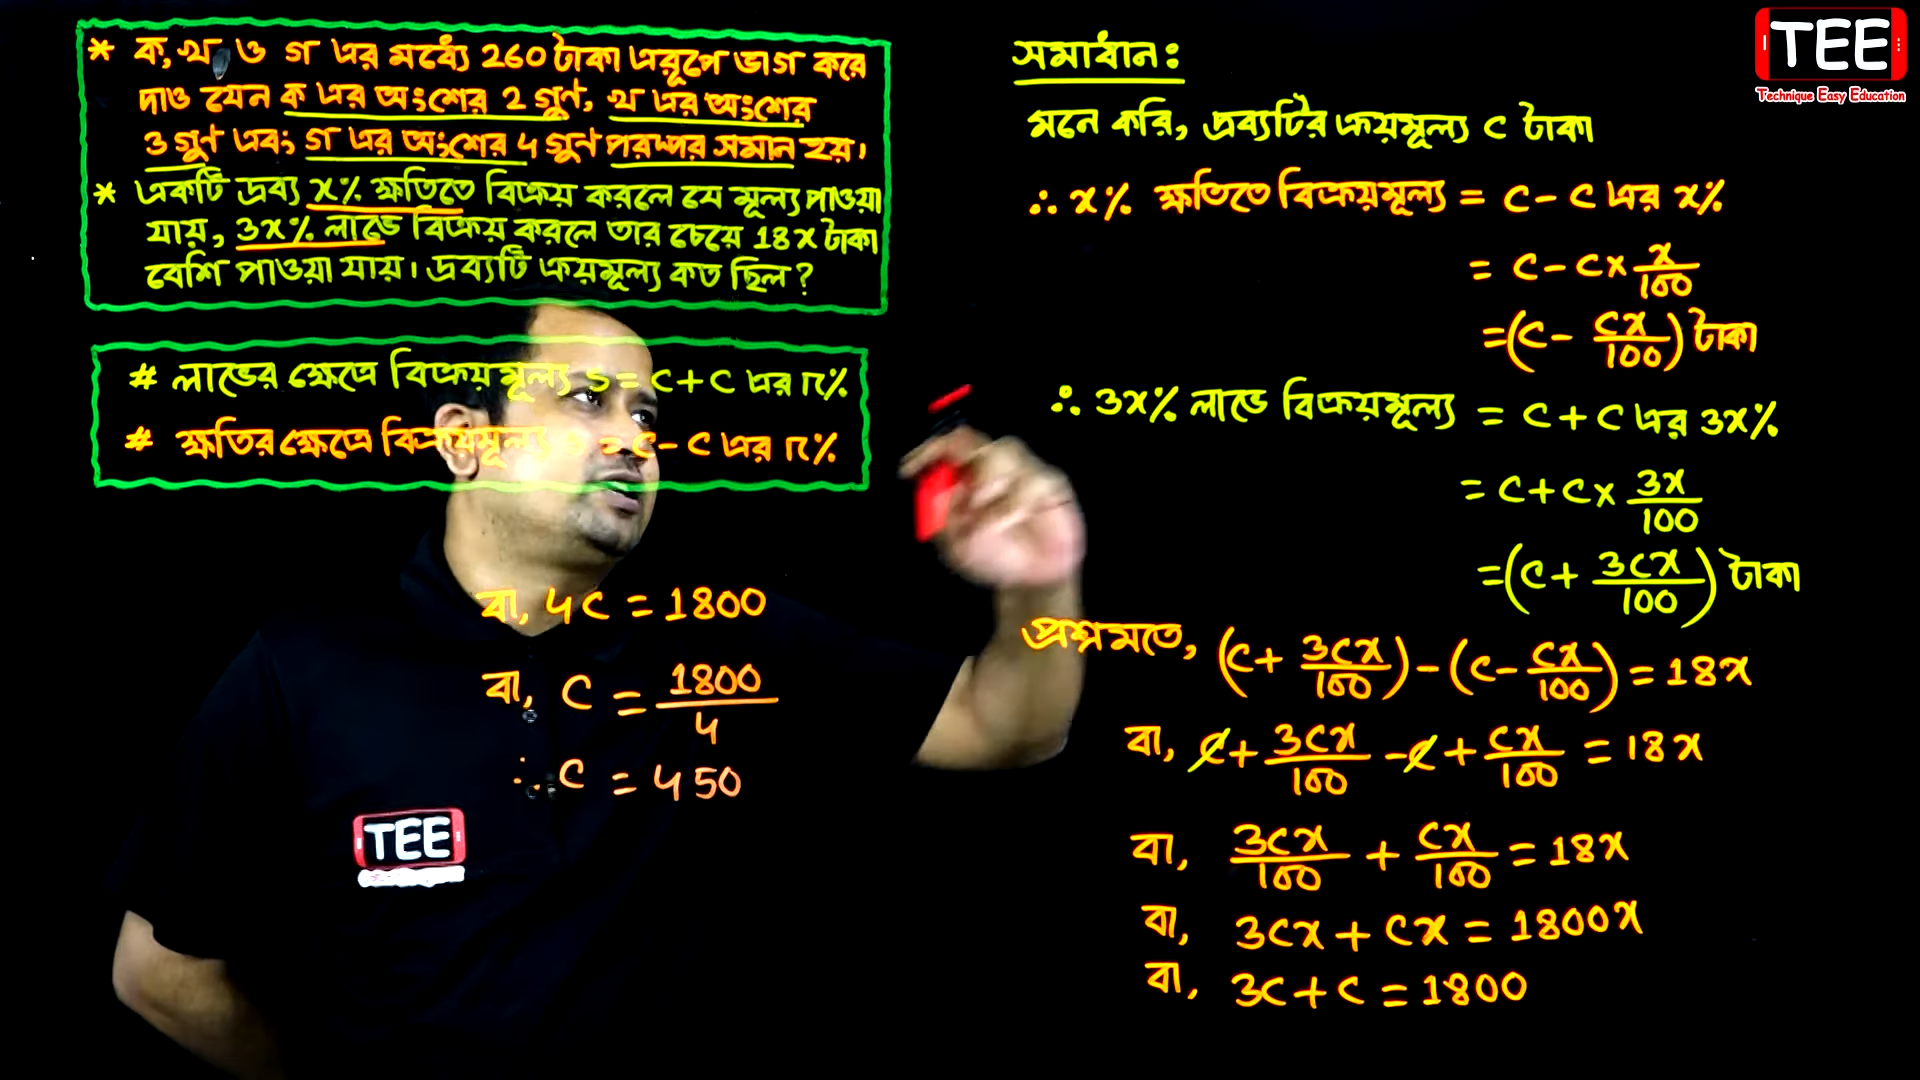 * ক, খ ও গ এর মধ্যে 260 টাকা এরূপে ভাগ করে
দাও যেন ক এর অংশের 2 গুণ, খ এর অংশের
3 গুণ এবং গ এর অংশের 4 গুণ পরস্পর সমান হয়।
* একটি দ্রব্য x% ক্ষতিতে বিক্রয় করলে যে মূল্য পাওয়া
যায়, 3x% লাভে বিক্রয় করলে তার চেয়ে 18x টাকা
বেশি পাওয়া যায়। দ্রব্যটি ক্রয়মূল্য কত ছিল?
# লাভের ক্ষেত্রে বিক্রয়মূল্য S = C + C এর r%
# ক্ষতির ক্ষেত্রে বিক্রয়মূল্য S = C - C এর r%
সমাধান:
মনে করি, দ্রব্যটির ক্রয়মূল্য C টাকা
∴ x% ক্ষতিতে বিক্রয়মূল্য = C - C এর x%
= C - C × x/100
= (C - Cx/100) টাকা
∴ 3x% লাভে বিক্রয়মূল্য = C + C এর 3x%
= C + C × 3x/100
= (C + 3Cx/100) টাকা
প্রশ্নমতে, (C + 3Cx/100) - (C - Cx/100) = 18x
বা, C + 3Cx/100 - C + Cx/100 = 18x
বা, 3Cx/100 + Cx/100 = 18x
বা, 3Cx + Cx = 1800x
বা, 3C + C = 1800
বা, 4C = 1800
বা, C = 1800/4
∴ C = 450
TEE
TEE
Technique Easy Education